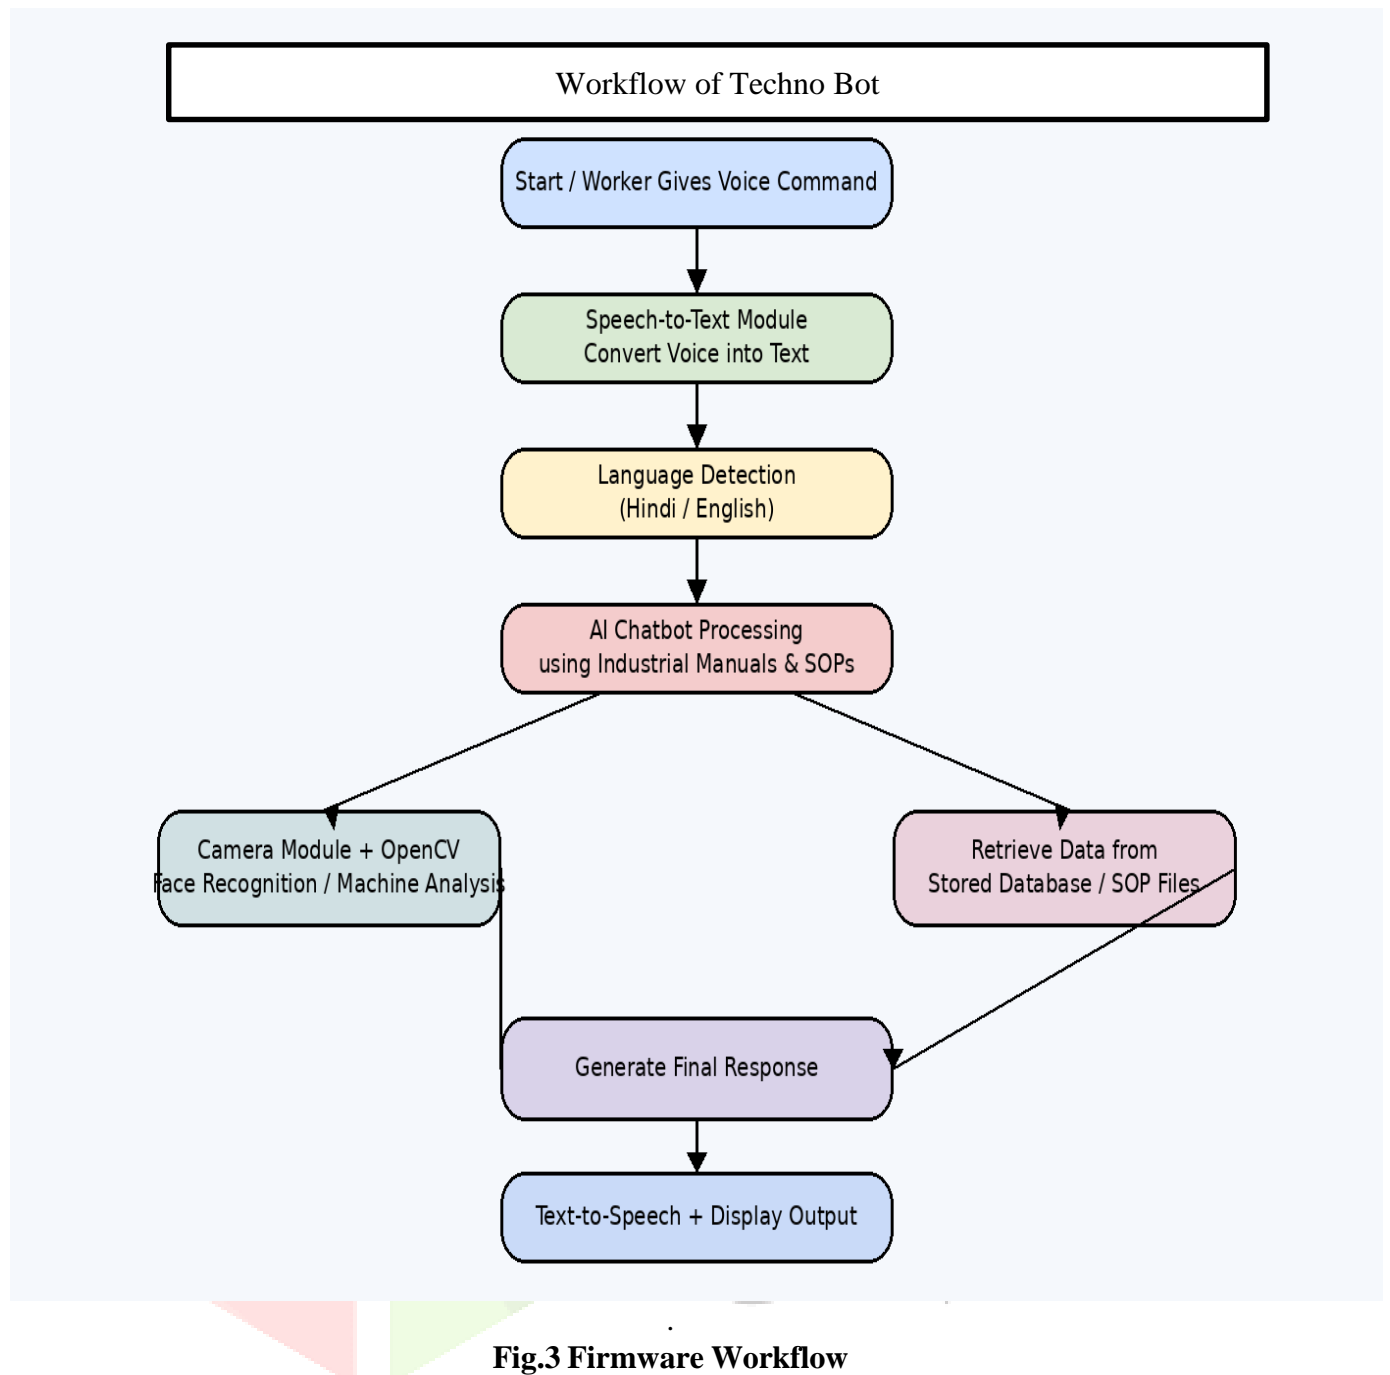 Workflow of Techno Bot
Start / Worker Gives Voice Command
Speech-to-Text Module
Convert Voice into Text
Language Detection
(Hindi / English)
AI Chatbot Processing
using Industrial Manuals & SOPs
Camera Module + OpenCV
Face Recognition / Machine Analysis
Retrieve Data from
Stored Database / SOP Files
Generate Final Response
Text-to-Speech + Display Output
.
Fig.3 Firmware Workflow